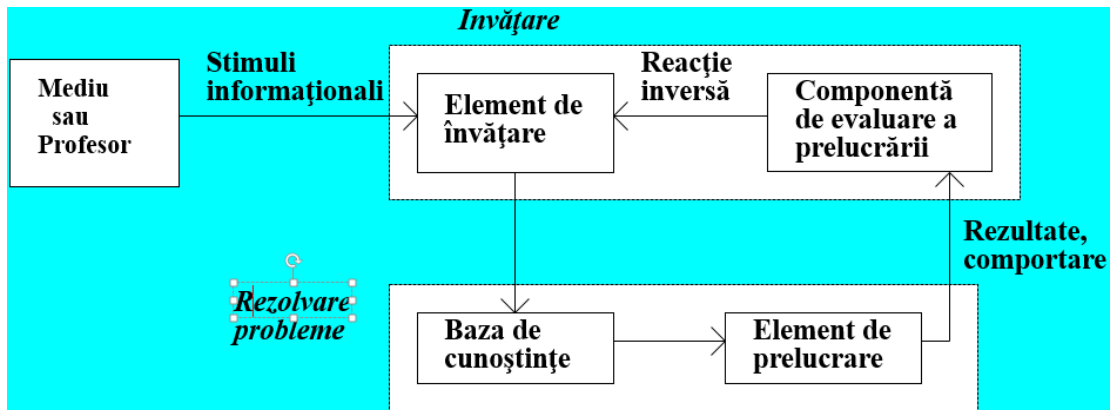 Invăţare
Mediu
sau
Profesor
Stimuli
informaţionali
Element de
învăţare
Reacţie
inversă
Componentă
de evaluare a
prelucrării
Rezultate,
comportare
Rezolvare
probleme
Baza de
cunoştinţe
Element de
prelucrare